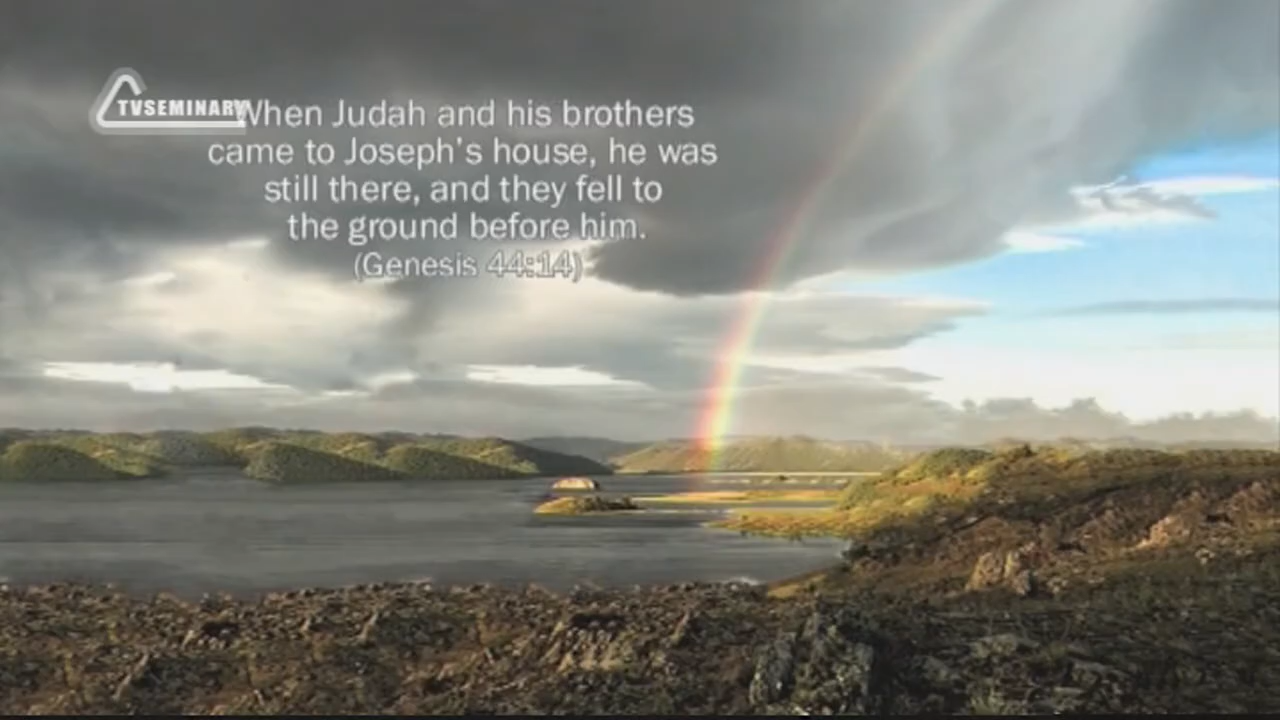 TVSEMINARY
When Judah and his brothers
came to Joseph's house, he was
still there, and they fell to
the ground before him.
(Genesis 44:14)